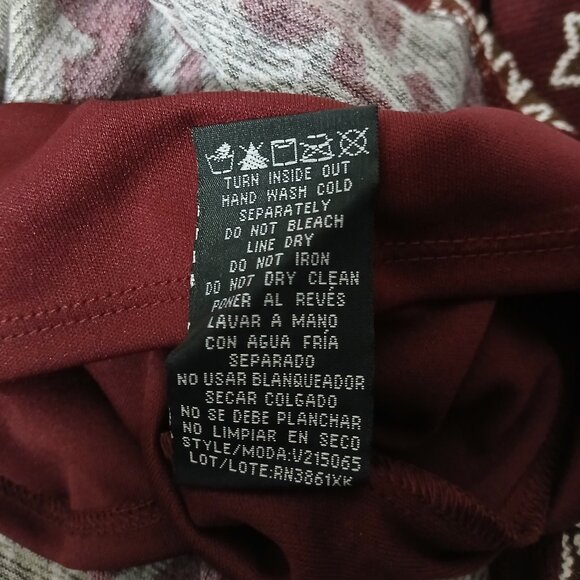 TURN INSIDE OUT
HAND WASH COLD
SEPARATELY
DO NOT BLEACH
LINE DRY
DO NOT IRON
DO NOT DRY CLEAN
PONER AL REVÉS
LAVAR A MANO
CON AGUA FRÍA
SEPARADO
NO USAR BLANQUEADOR
SECAR COLGADO
NO SE DEBE PLANCHAR
NO LIMPIAR EN SECO
STYLE/MODA:V215065
LOT/LOTE:RN3861XK